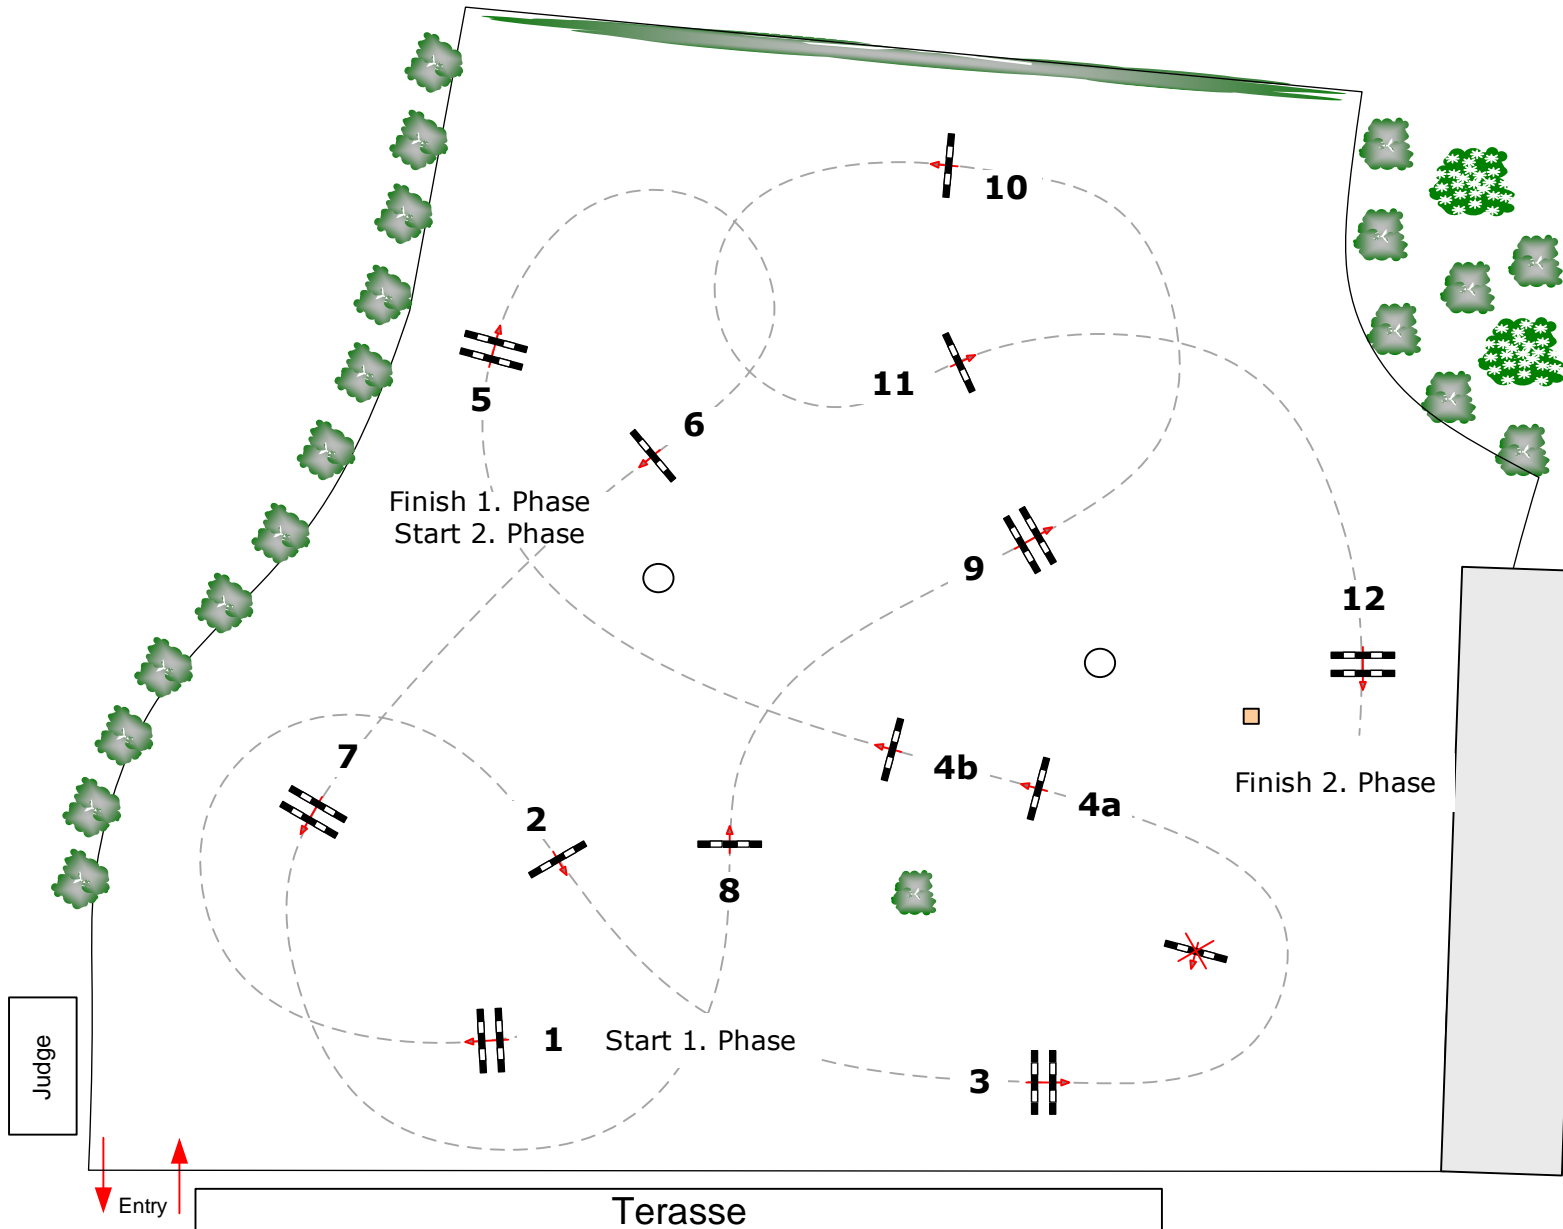 10
11
5
6
Finish 1. Phase
Start 2. Phase
9
12
7
4b
4a
Finish 2. Phase
2
8
1
Start 1. Phase
3
Judge
Entry
Terasse